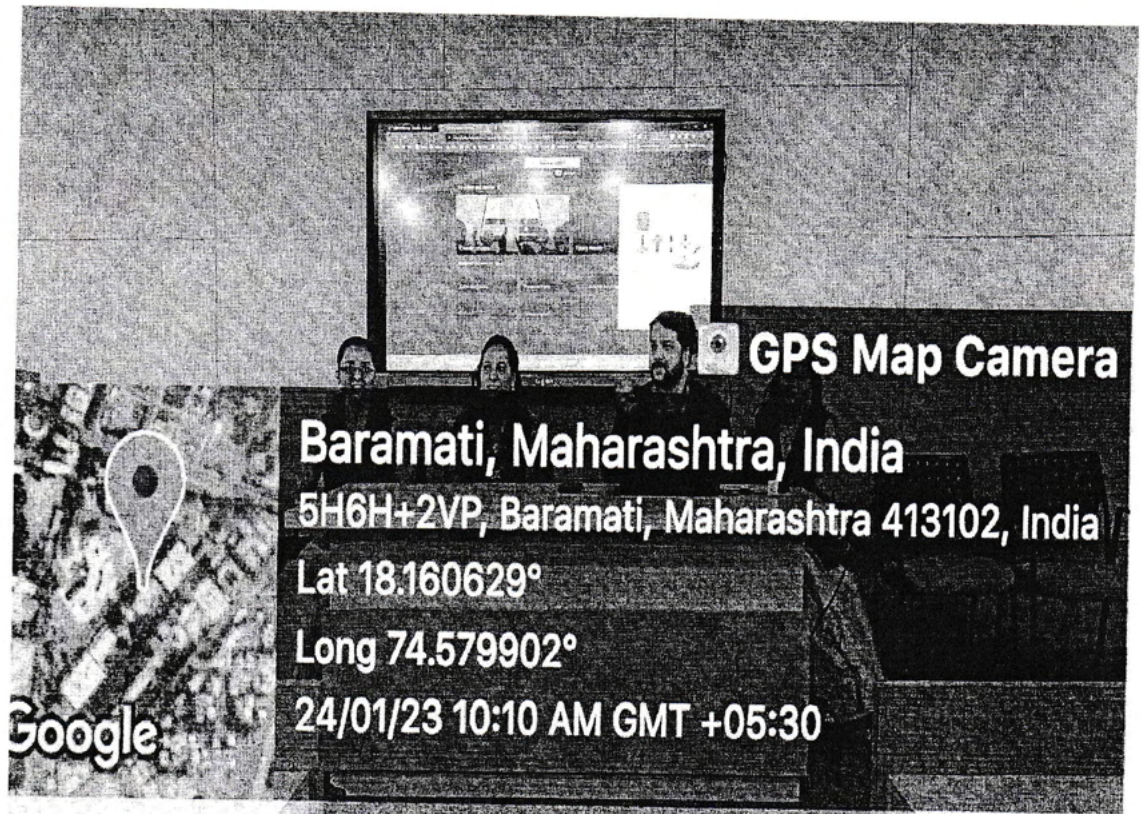 GPS Map Camera
Baramati, Maharashtra, India
5H6H+2VP, Baramati, Maharashtra 413102, India
Lat 18.160629°
Long 74.579902°
24/01/23 10:10 AM GMT +05:30
Google